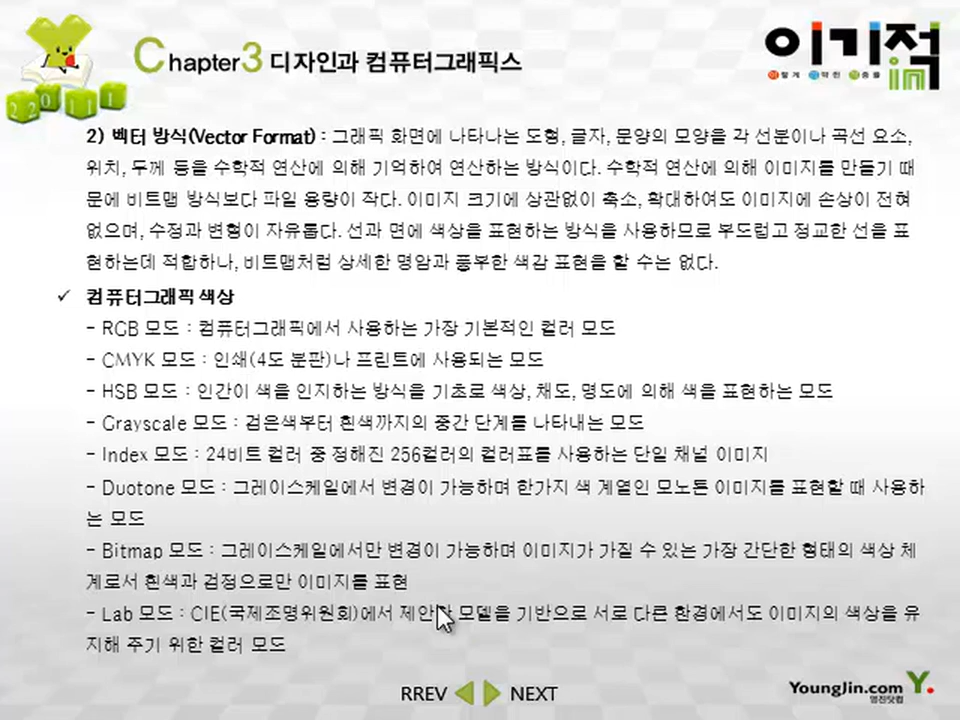 Chapter3 디자인과 컴퓨터그래픽스
이기적in
2011
2) 벡터 방식(Vector Format) : 그래픽 화면에 나타나는 도형, 글자, 문양의 모양을 각 선분이나 곡선 요소,
위치, 두께 등을 수학적 연산에 의해 기억하여 연산하는 방식이다. 수학적 연산에 의해 이미지를 만들기 때
문에 비트맵 방식보다 파일 용량이 작다. 이미지 크기에 상관없이 축소, 확대하여도 이미지에 손상이 전혀
없으며, 수정과 변형이 자유롭다. 선과 면에 색상을 표현하는 방식을 사용하므로 부드럽고 정교한 선을 표
현하는데 적합하나, 비트맵처럼 상세한 명암과 풍부한 색감 표현을 할 수는 없다.
✓ 컴퓨터그래픽 색상
- RGB 모드 : 컴퓨터그래픽에서 사용하는 가장 기본적인 컬러 모드
- CMYK 모드 : 인쇄(4도 분판)나 프린트에 사용되는 모드
- HSB 모드 : 인간이 색을 인지하는 방식을 기초로 색상, 채도, 명도에 의해 색을 표현하는 모드
- Grayscale 모드 : 검은색부터 흰색까지의 중간 단계를 나타내는 모드
- Index 모드 : 24비트 컬러 중 정해진 256컬러의 컬러표를 사용하는 단일 채널 이미지
- Duotone 모드 : 그레이스케일에서 변경이 가능하며 한가지 색 계열인 모노톤 이미지를 표현할 때 사용하
는 모드
- Bitmap 모드 : 그레이스케일에서만 변경이 가능하며 이미지가 가질 수 있는 가장 간단한 형태의 색상 체
계로서 흰색과 검정으로만 이미지를 표현
- Lab 모드 : CIE(국제조명위원회)에서 제안한 모델을 기반으로 서로 다른 환경에서도 이미지의 색상을 유
지해 주기 위한 컬러 모드
RREV NEXT
YoungJin.com Y.
영진닷컴